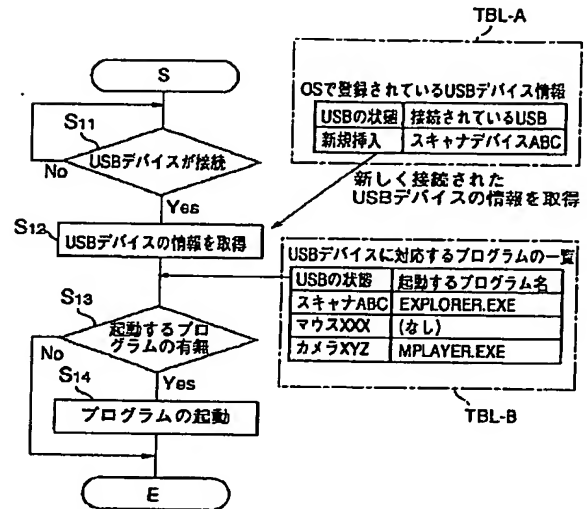 TBL-A
S
OSで登録されているUSBデバイス情報
USBの状態 接続されているUSB
新規挿入 スキャナデバイスABC
S11
USBデバイスが接続
No
Yes
新しく接続された
USBデバイスの情報を取得
S12
USBデバイスの情報を取得
USBデバイスに対応するプログラムの一覧
USBの状態 起動するプログラム名
スキャナABC EXPLORER.EXE
マウスXXX (なし)
カメラXYZ MPLAYER.EXE
S13
起動するプロ
グラムの有無
No
Yes
S14
プログラムの起動
TBL-B
E